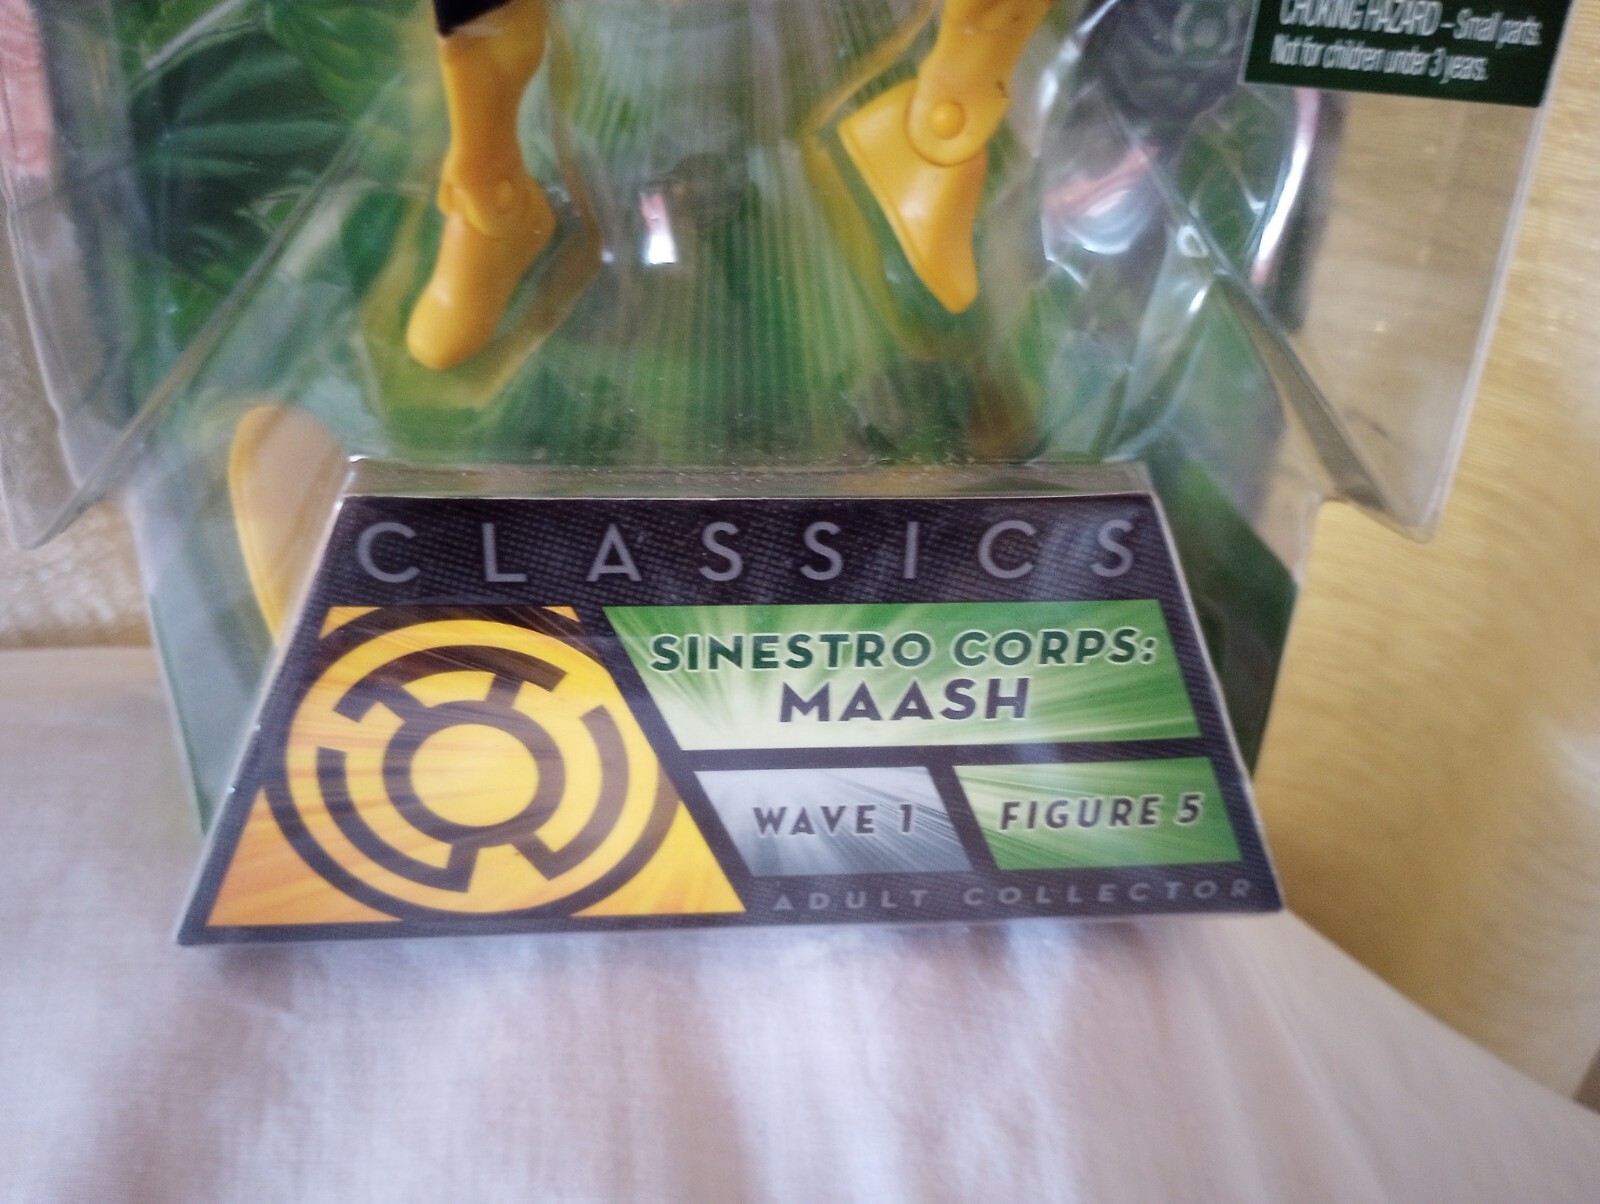 CHOKING HAZARD – Small parts.
Not for children under 3 years.
CLASSICS
SINESTRO CORPS:
MAASH
WAVE 1
FIGURE 5
ADULT COLLECTOR